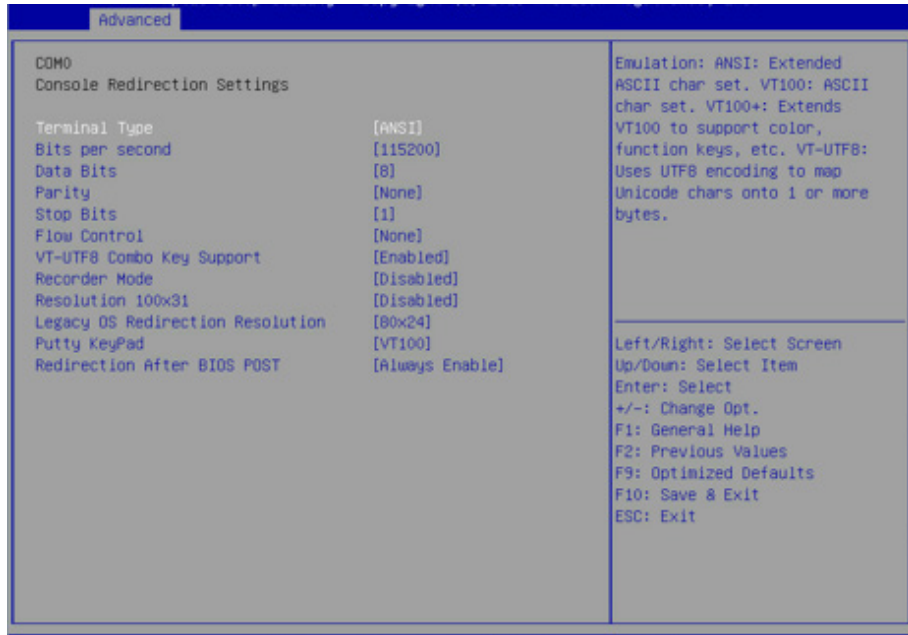 Advanced
COM0
Console Redirection Settings
Terminal Type [ANSI]
Bits per second [115200]
Data Bits [8]
Parity [None]
Stop Bits [1]
Flow Control [None]
VT-UTF8 Combo Key Support [Enabled]
Recorder Mode [Disabled]
Resolution 100x31 [Disabled]
Legacy OS Redirection Resolution [80x24]
Putty KeyPad [VT100]
Redirection After BIOS POST [Always Enable]
Emulation: ANSI: Extended
ASCII char set. VT100: ASCII
char set. VT100+: Extends
VT100 to support color,
function keys, etc. VT-UTF8:
Uses UTF8 encoding to map
Unicode chars onto 1 or more
bytes.
Left/Right: Select Screen
Up/Down: Select Item
Enter: Select
+/-: Change Opt.
F1: General Help
F2: Previous Values
F9: Optimized Defaults
F10: Save & Exit
ESC: Exit